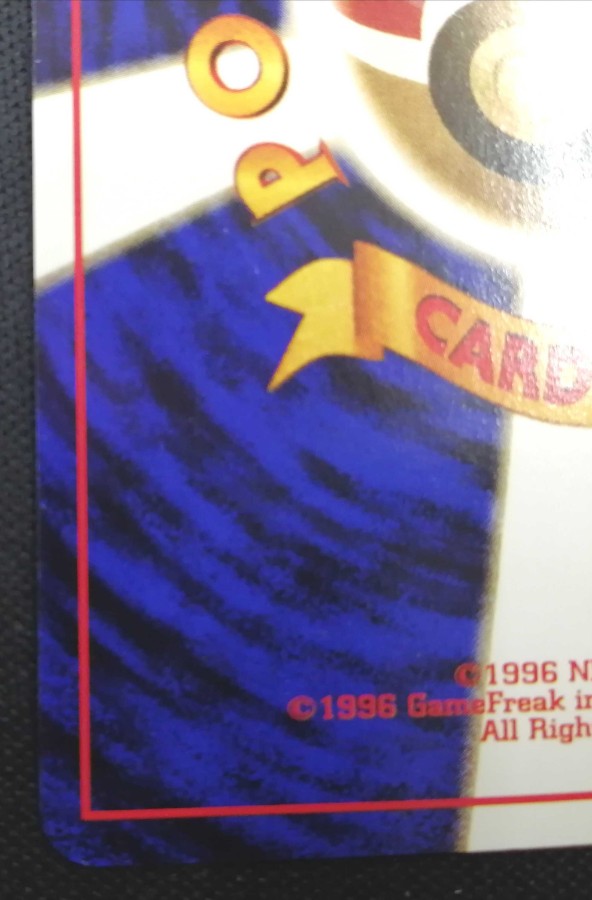 PO
CARD
©1996 N
©1996 GameFreak in
All Righ